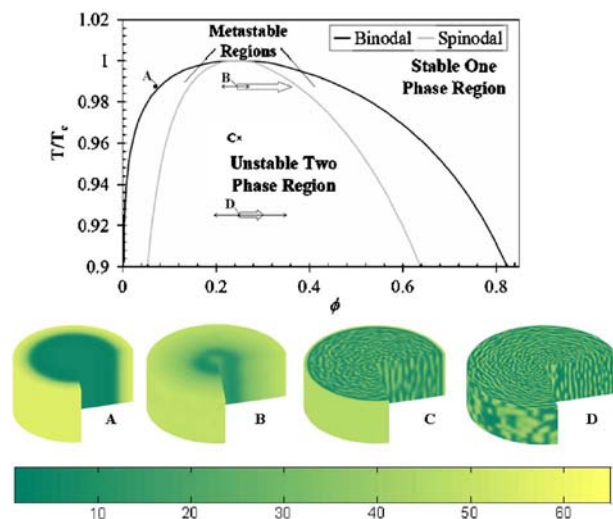 1.02
1
0.98
0.96
0.94
0.92
0.9
T/Tc
Metastable
Regions
Binodal
Spinodal
Stable One
Phase Region
A
B
C
Unstable Two
Phase Region
D
0
0.2
0.4
0.6
0.8
ϕ
A
B
C
D
10
20
30
40
50
60